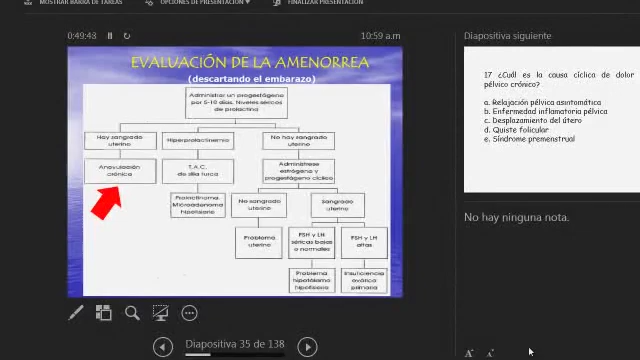 MOSTRAR BARRA DE TAREAS
OPCIONES DE PRESENTACIÓN
FINALIZAR PRESENTACIÓN
0:49:43
10:59 a.m
Diapositiva siguiente
EVALUACIÓN DE LA AMENORREA
(descartando el embarazo)
Administrar un progestágeno
por 5-10 días. Niveles séricos
de prolactina
Hay sangrado
uterino
Hiperprolactinemia
No hay sangrado
uterino
Anovulación
crónica
T.A.C.
de silla turca
Adminístrese
estrógeno y
progestágeno cíclico
Prolactinoma
Microadenoma
hipofisario
No sangrado
uterino
Sangrado
uterino
Problema
uterino
FSH y LH
séricas bajas
o normales
FSH y LH
altas
Problema
hipotálamo
hipofisario
Insuficiencia
ovárica
primaria
17 ¿Cuál es la causa cíclica de dolor
pélvico crónico?
a. Relajación pélvica asintomática
b. Enfermedad inflamatoria pélvica
c. Desplazamiento del útero
d. Quiste folicular
e. Síndrome premenstrual
No hay ninguna nota.
Diapositiva 35 de 138
A A